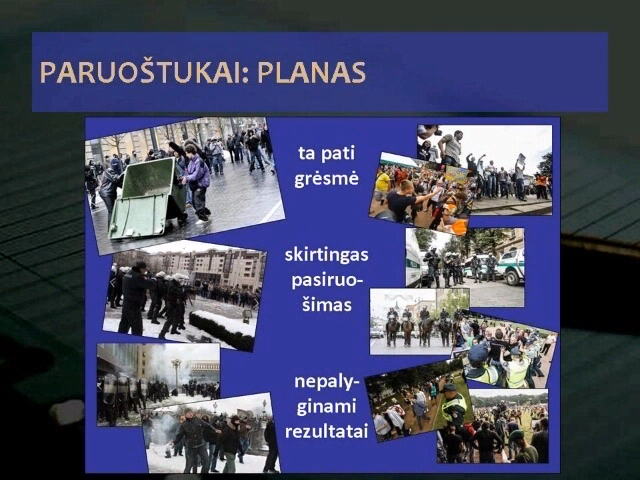 PARUOŠTUKAI: PLANAS
ta pati
grėsmė
skirtingas
pasiruo-
šimas
nepaly-
ginami
rezultatai